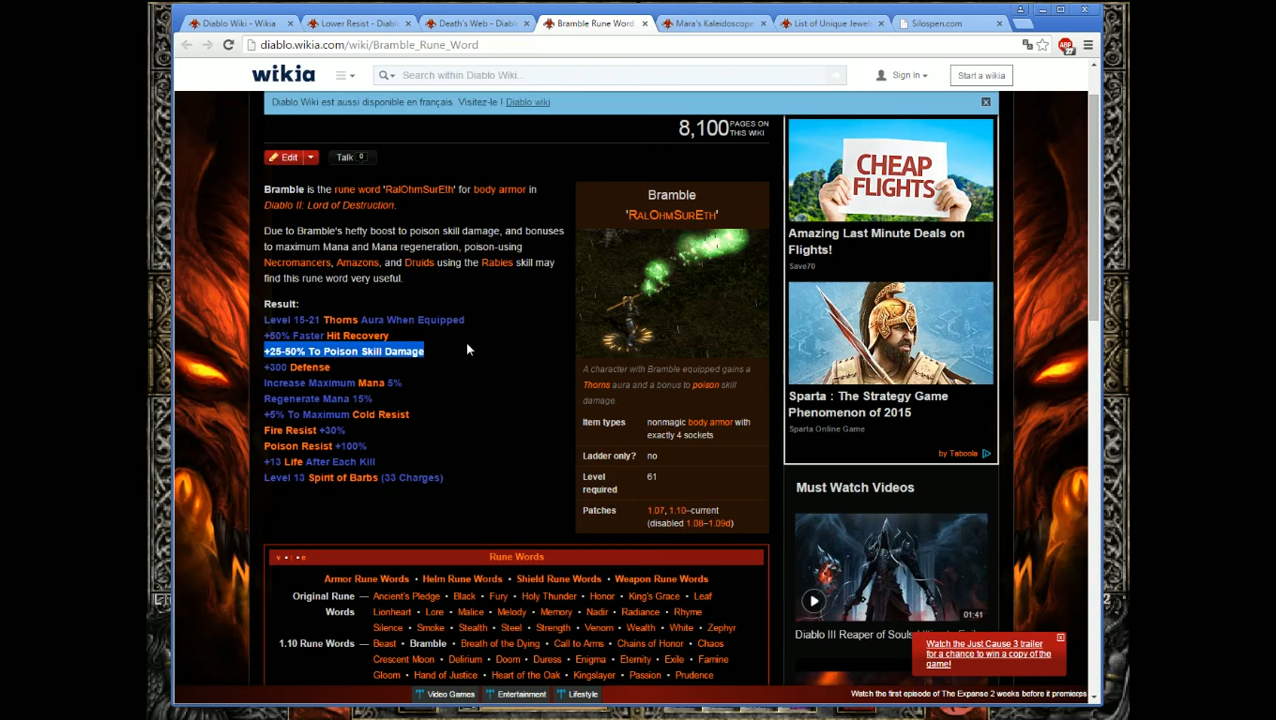 Diablo Wiki - Wikia
Lower Resist - Diablo
Death's Web - Diablo
Bramble Rune Word
Mara's Kaleidoscope
List of Unique Jewels
Silospen.com
diablo.wikia.com/wiki/Bramble_Rune_Word
ABP
27
wikia
Search within Diablo Wiki...
Sign In
Start a wikia
Diablo Wiki est aussi disponible en français. Visitez-le ! Diablo wiki
8,100 PAGES ON THIS WIKI
Edit
Talk 0
Bramble is the rune word 'RalOhmSurEth' for body armor in
Diablo II: Lord of Destruction.
Due to Bramble's hefty boost to poison skill damage, and bonuses
to maximum Mana and Mana regeneration, poison-using
Necromancers, Amazons, and Druids using the Rabies skill may
find this rune word very useful.
Result:
Level 15-21 Thorns Aura When Equipped
+50% Faster Hit Recovery
+25-50% To Poison Skill Damage
+300 Defense
Increase Maximum Mana 5%
Regenerate Mana 15%
+5% To Maximum Cold Resist
Fire Resist +30%
Poison Resist +100%
+13 Life After Each Kill
Level 13 Spirit of Barbs (33 Charges)
Bramble
'RALOHMSURETH'
A character with Bramble equipped gains a
Thorns aura and a bonus to poison skill
damage.
Item types nonmagic body armor with
exactly 4 sockets
Ladder only? no
Level required 61
Patches 1.07, 1.10–current
(disabled 1.08–1.09d)
CHEAP
FLIGHTS
Amazing Last Minute Deals on
Flights!
Save70
Sparta : The Strategy Game
Phenomenon of 2015
Sparta Online Game
by Taboola
Must Watch Videos
01:41
Diablo III Reaper of Souls
Watch the Just Cause 3 trailer
for a chance to win a copy of the
game!
v • t • e
Rune Words
Armor Rune Words • Helm Rune Words • Shield Rune Words • Weapon Rune Words
Original Rune Words — Ancient's Pledge • Black • Fury • Holy Thunder • Honor • King's Grace • Leaf
Lionheart • Lore • Malice • Melody • Memory • Nadir • Radiance • Rhyme
Silence • Smoke • Stealth • Steel • Strength • Venom • Wealth • White • Zephyr
1.10 Rune Words — Beast • Bramble • Breath of the Dying • Call to Arms • Chains of Honor • Chaos
Crescent Moon • Delirium • Doom • Duress • Enigma • Eternity • Exile • Famine
Gloom • Hand of Justice • Heart of the Oak • Kingslayer • Passion • Prudence
Video Games
Entertainment
Lifestyle
Watch the first episode of The Expanse 2 weeks before it premieres